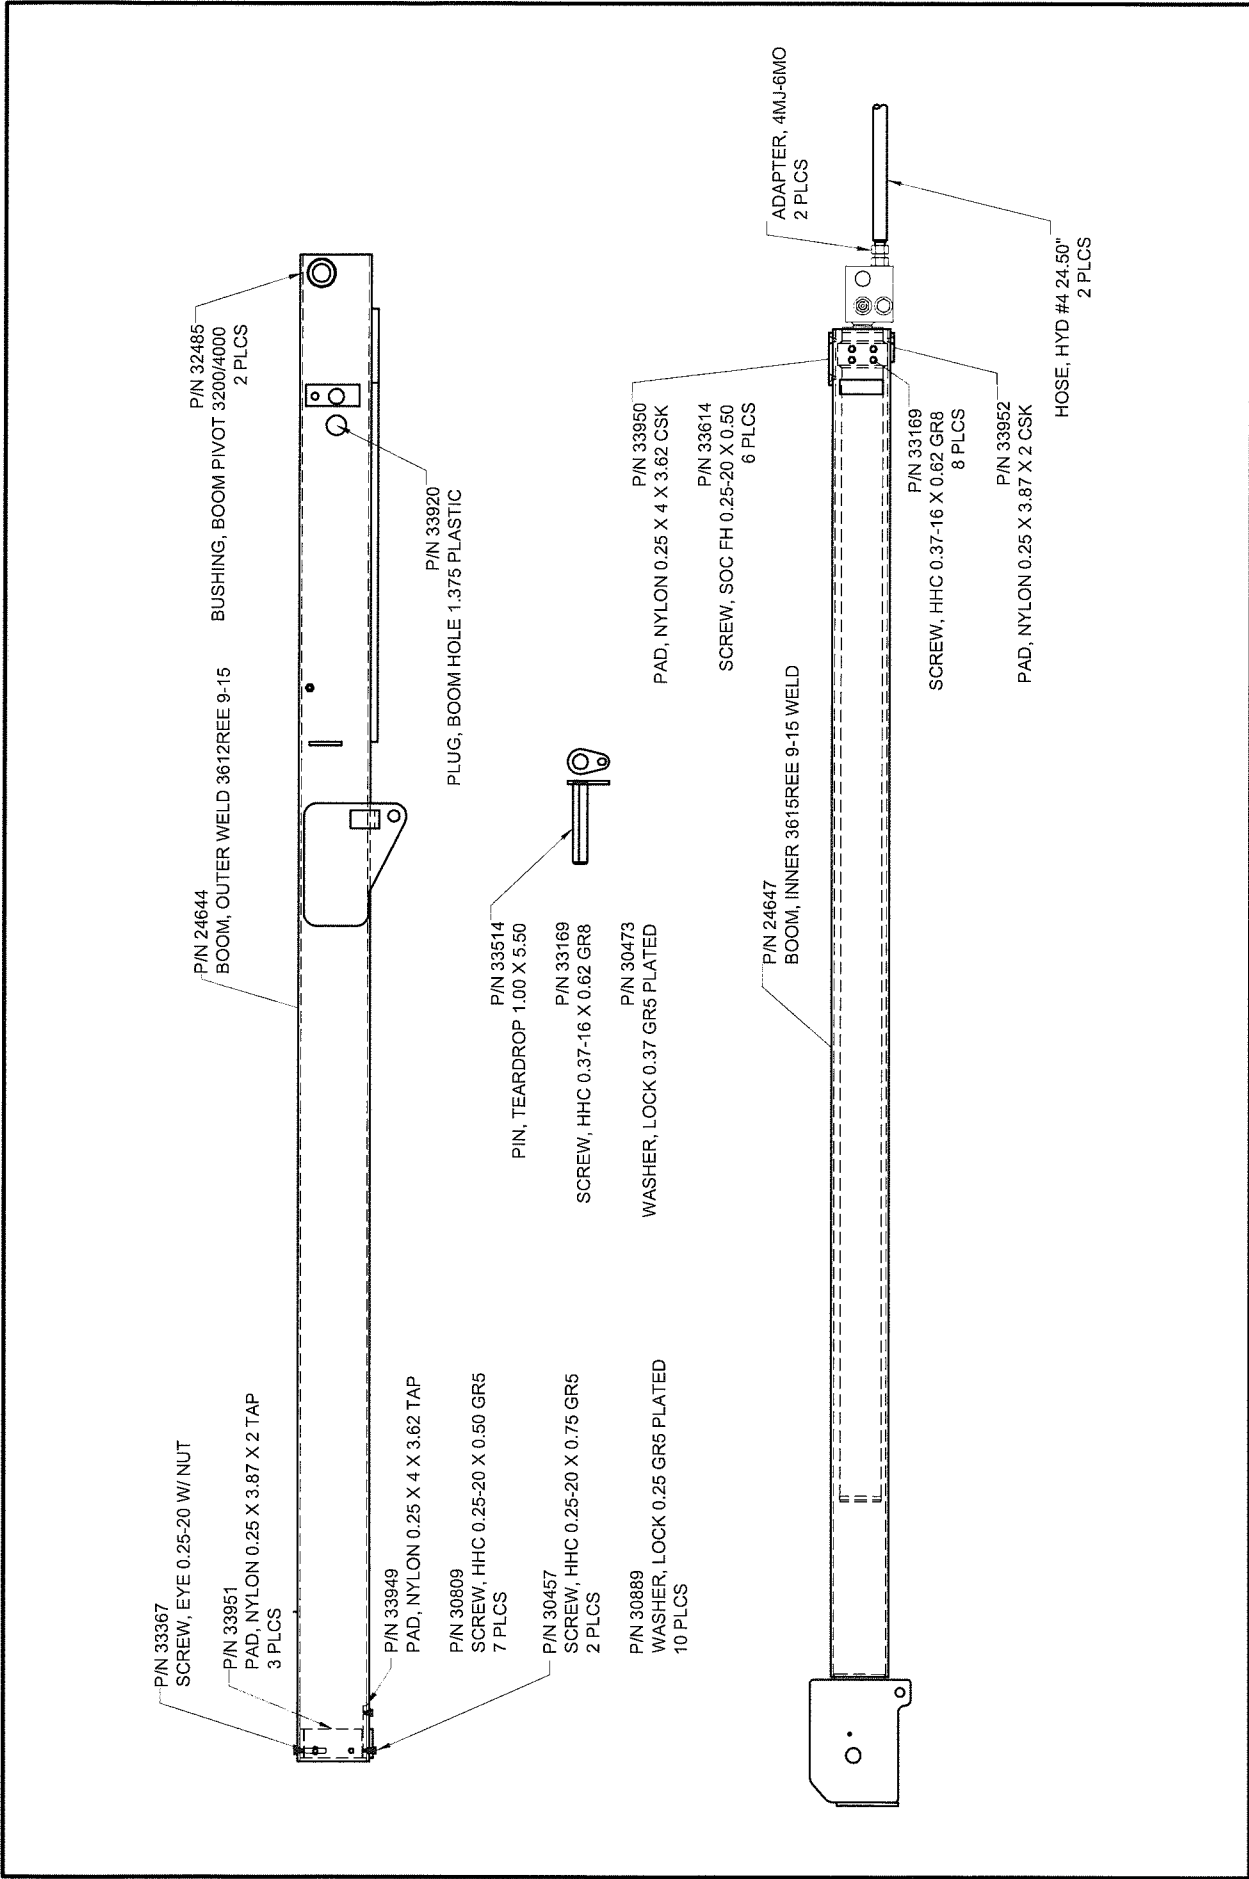 P/N 33367
SCREW, EYE 0.25-20 W/ NUT
P/N 33951
PAD, NYLON 0.25 X 3.87 X 2 TAP
3 PLCS
P/N 33949
PAD, NYLON 0.25 X 4 X 3.62 TAP
P/N 30809
SCREW, HHC 0.25-20 X 0.50 GR5
7 PLCS
P/N 30457
SCREW, HHC 0.25-20 X 0.75 GR5
2 PLCS
P/N 30889
WASHER, LOCK 0.25 GR5 PLATED
10 PLCS
P/N 24644
BOOM, OUTER WELD 3612REE 9-15
P/N 32485
BUSHING, BOOM PIVOT 3200/4000
2 PLCS
P/N 33920
PLUG, BOOM HOLE 1.375 PLASTIC
P/N 33514
PIN, TEARDROP 1.00 X 5.50
P/N 33169
SCREW, HHC 0.37-16 X 0.62 GR8
P/N 30473
WASHER, LOCK 0.37 GR5 PLATED
P/N 24647
BOOM, INNER 3615REE 9-15 WELD
P/N 33950
PAD, NYLON 0.25 X 4 X 3.62 CSK
P/N 33614
SCREW, SOC FH 0.25-20 X 0.50
6 PLCS
ADAPTER, 4MJ-6MO
2 PLCS
P/N 33169
SCREW, HHC 0.37-16 X 0.62 GR8
8 PLCS
P/N 33952
PAD, NYLON 0.25 X 3.87 X 2 CSK
HOSE, HYD #4 24.50"
2 PLCS